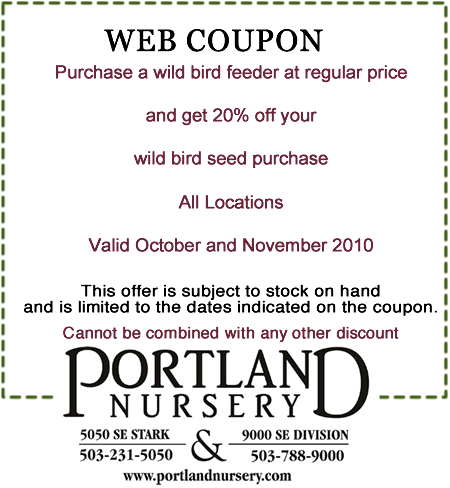 WEB COUPON
Purchase a wild bird feeder at regular price
and get 20% off your
wild bird seed purchase
All Locations
Valid October and November 2010
This offer is subject to stock on hand
and is limited to the dates indicated on the coupon.
Cannot be combined with any other discount
PORTLAND
NURSERY
5050 SE STARK & 9000 SE DIVISION
503-231-5050 503-788-9000
www.portlandnursery.com